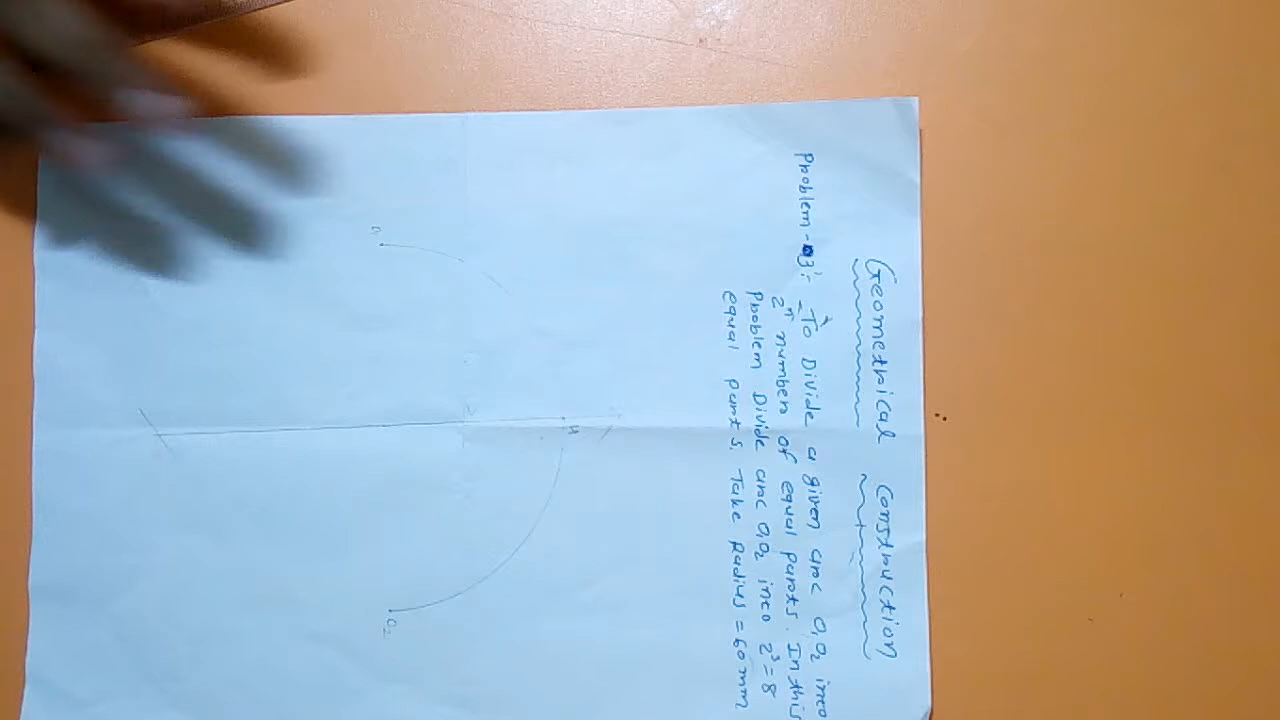 Geometrical construction
Problem-03:- To Divide a given arc O1O2 into
2^n number of equal parts. In this
problem Divide arc O1O2 into 2^3 = 8
equal parts. Take Radius = 60mm
A
O2